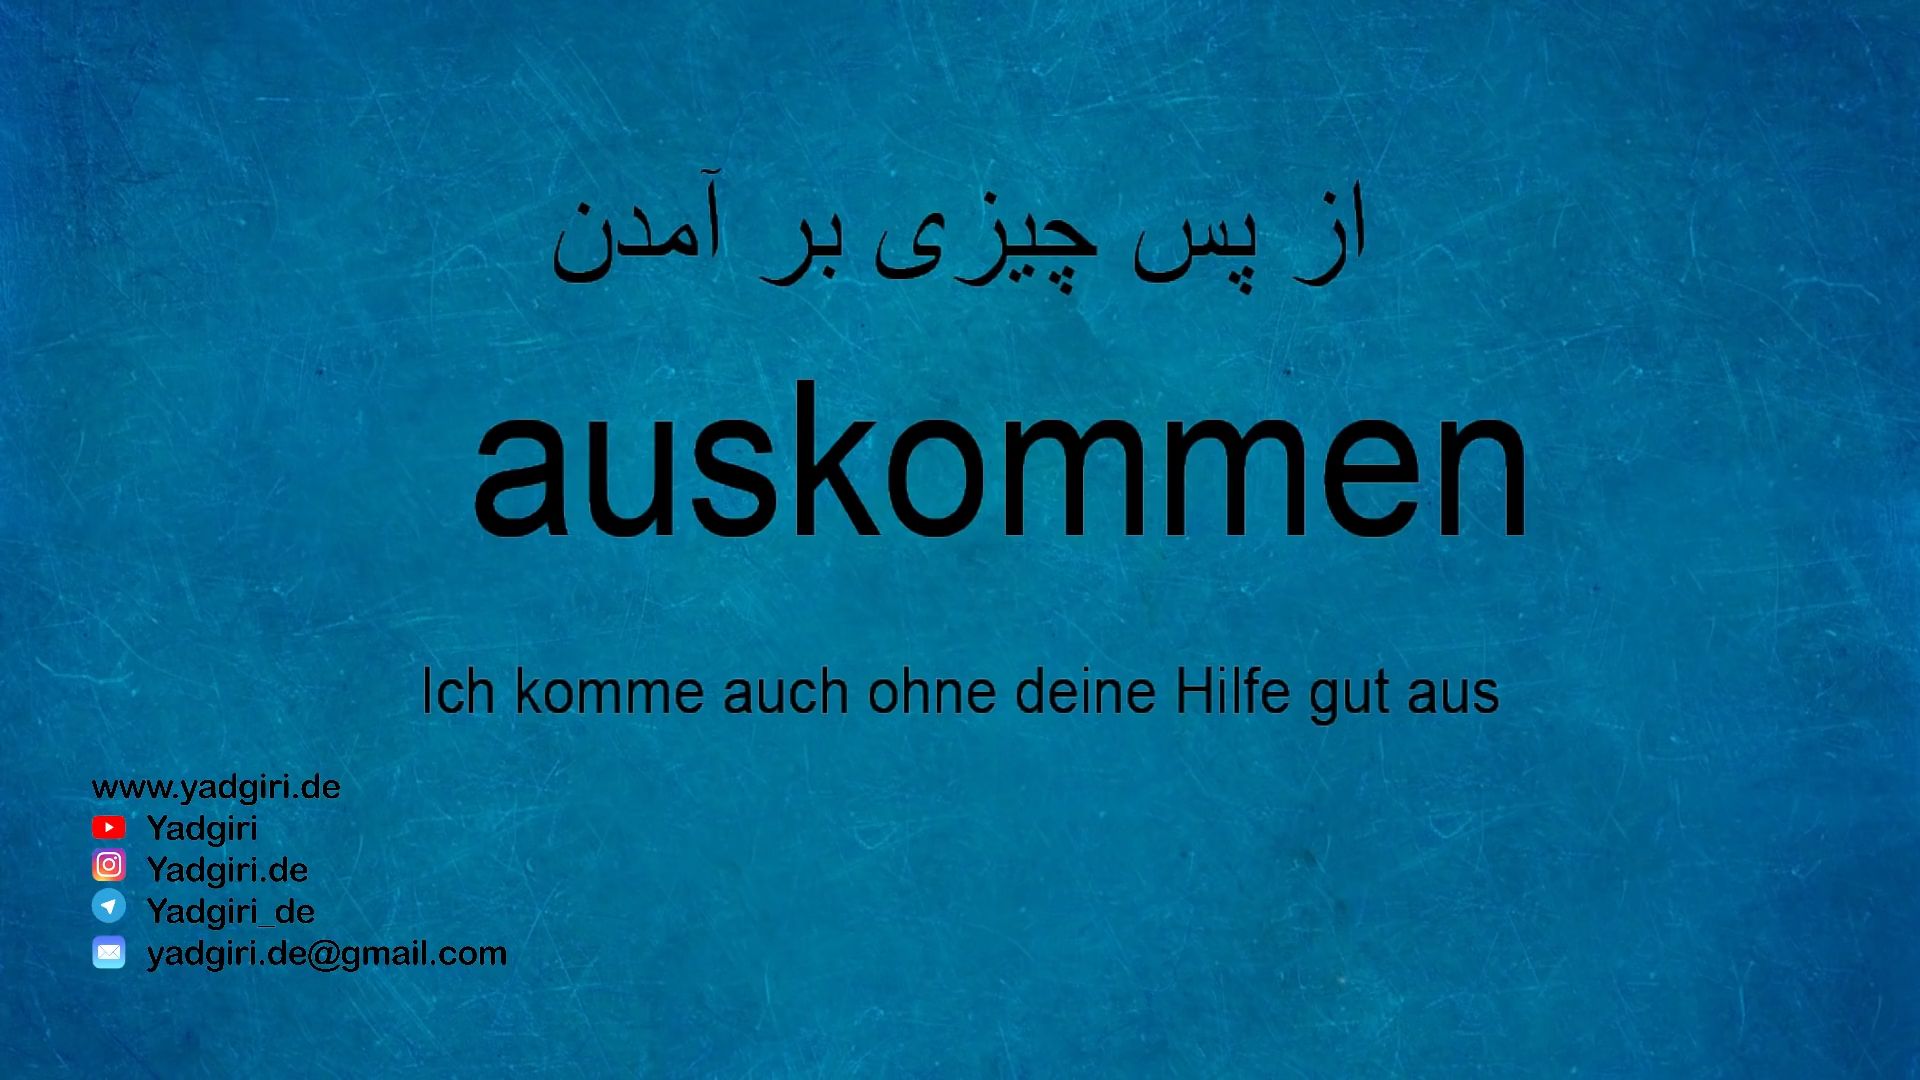 از پس چیزی بر آمدن
auskommen
Ich komme auch ohne deine Hilfe gut aus
www.yadgiri.de
Yadgiri
Yadgiri.de
Yadgiri_de
yadgiri.de@gmail.com